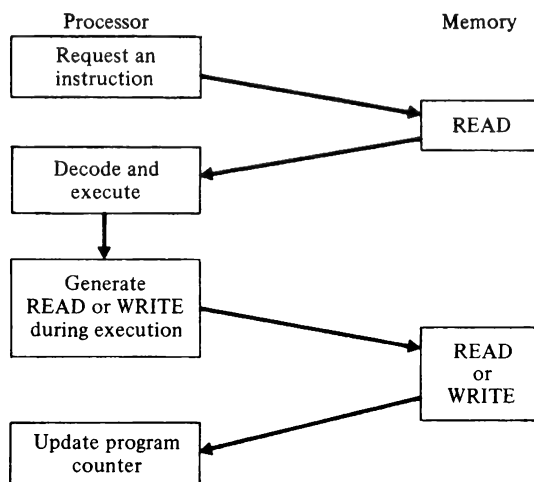 Processor
Memory
Request an
instruction
READ
Decode and
execute
Generate
READ or WRITE
during execution
READ
or
WRITE
Update program
counter